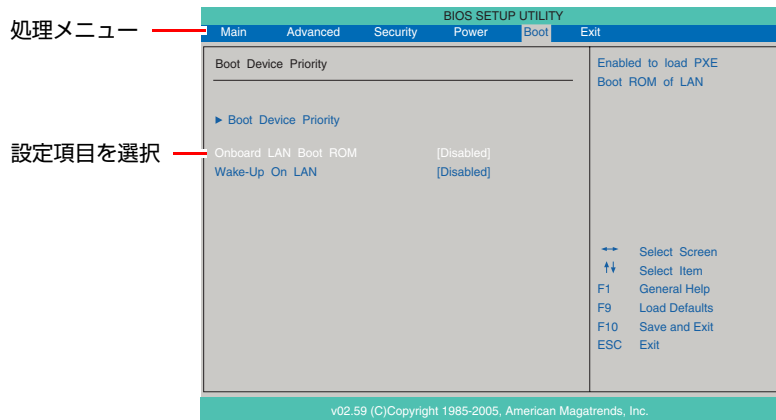 BIOS SETUP UTILITY
処理メニュー
Main Advanced Security Power Boot Exit
Boot Device Priority
Enabled to load PXE
Boot ROM of LAN
► Boot Device Priority
設定項目を選択
Onboard LAN Boot ROM [Disabled]
Wake-Up On LAN [Disabled]
↔ Select Screen
↑↓ Select Item
F1 General Help
F9 Load Defaults
F10 Save and Exit
ESC Exit
v02.59 (C)Copyright 1985-2005, American Magatrends, Inc.